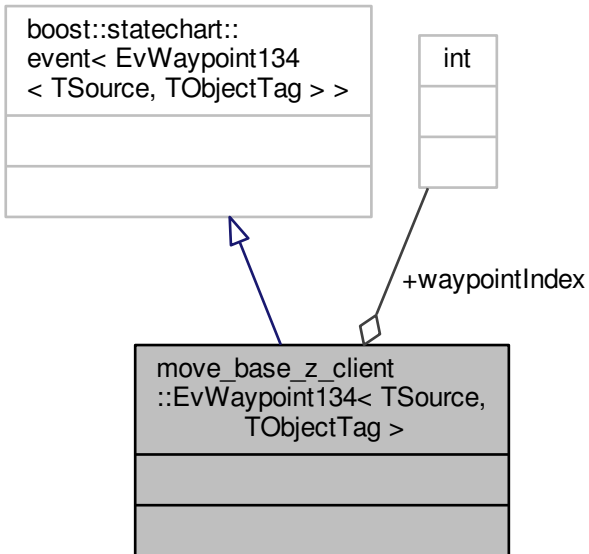 boost::statechart::
event< EvWaypoint134
< TSource, TObjectTag > >
int
+waypointIndex
move_base_z_client
::EvWaypoint134< TSource,
TObjectTag >